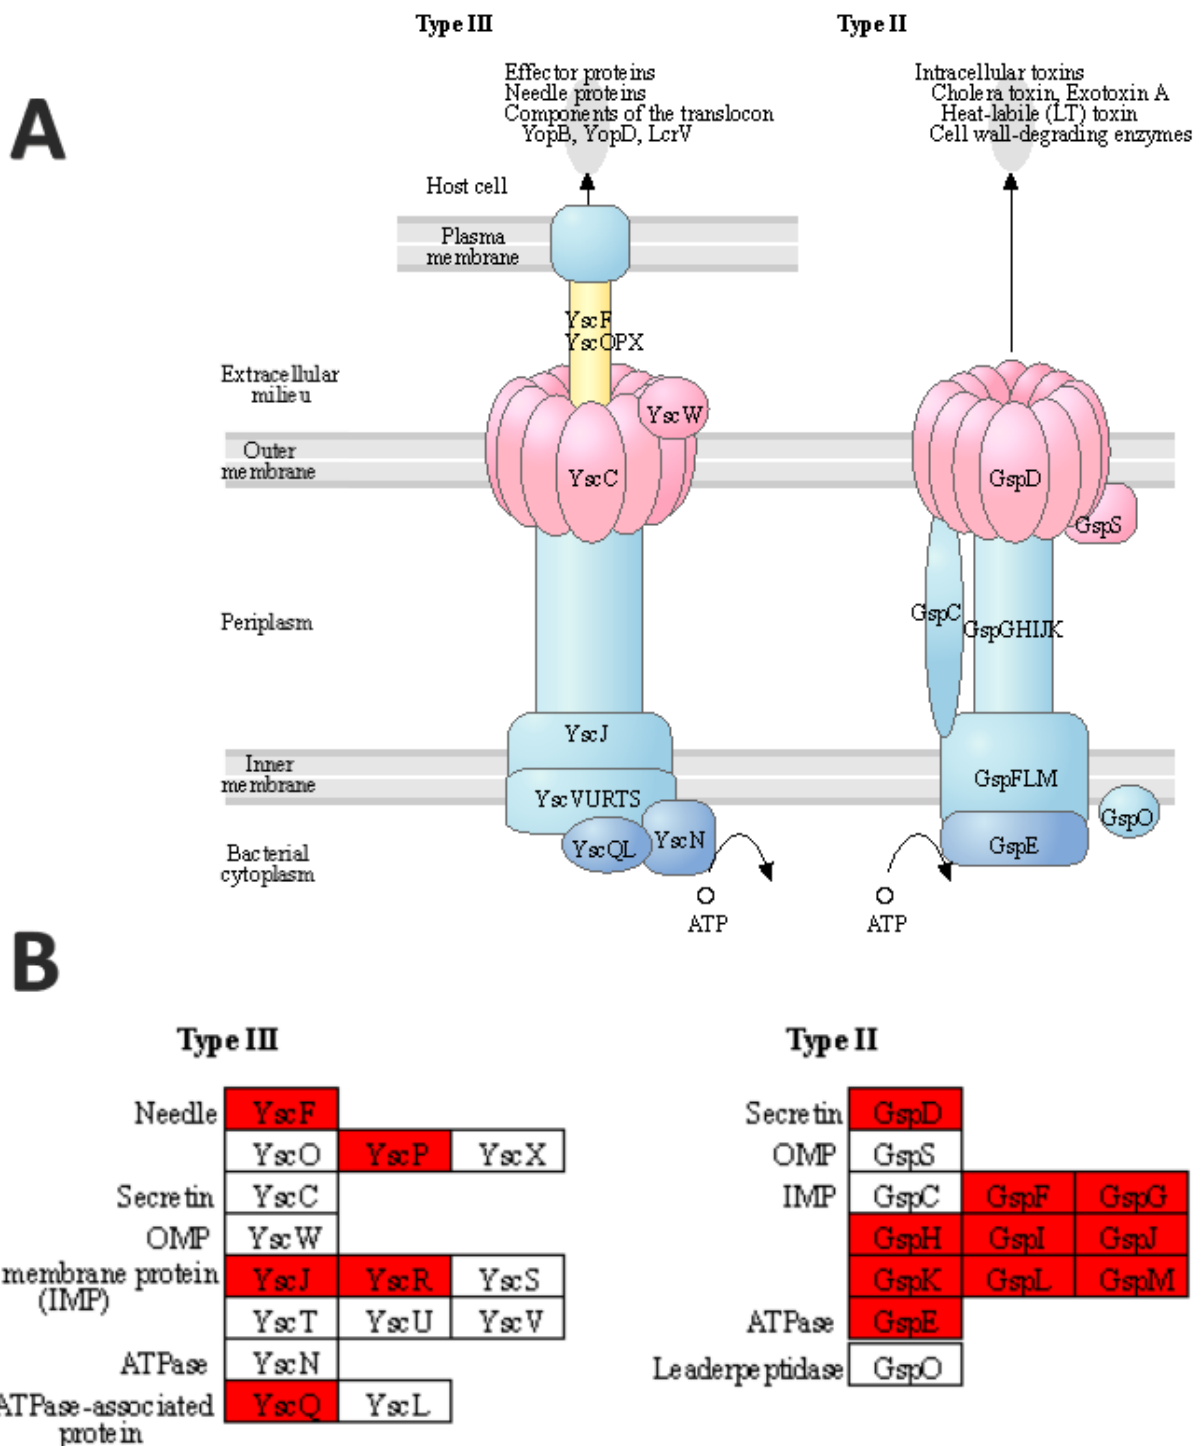 A
Type III
Type II
Effector proteins
Needle proteins
Components of the translocon
YopB, YopD, LcrV
Intracellular toxins
Cholera toxin, Exotoxin A
Heat-labile (LT) toxin
Cell wall-degrading enzymes
Host cell
Plasma
membrane
YscF
YscOPX
Extracellular
milieu
YscW
Outer
membrane
YscC
GspD
GspS
Periplasm
GspC
GspGHIJK
YscJ
Inner
membrane
YscVURTS
GspFLM
GspO
YscQL
YscN
GspE
Bacterial
cytoplasm
ATP
ATP
B
Type III
Needle YscF
YscO YscP YscX
Secretin YscC
OMP YscW
membrane protein
(IMP)
YscJ YscR YscS
YscT YscU YscV
ATPase YscN
ATPase-associated
protein
YscQ YscL
Type II
Secretin GspD
OMP GspS
IMP GspC GspF GspG
GspH GspI GspJ
GspK GspL GspM
ATPase GspE
Leaderpeptidase GspO